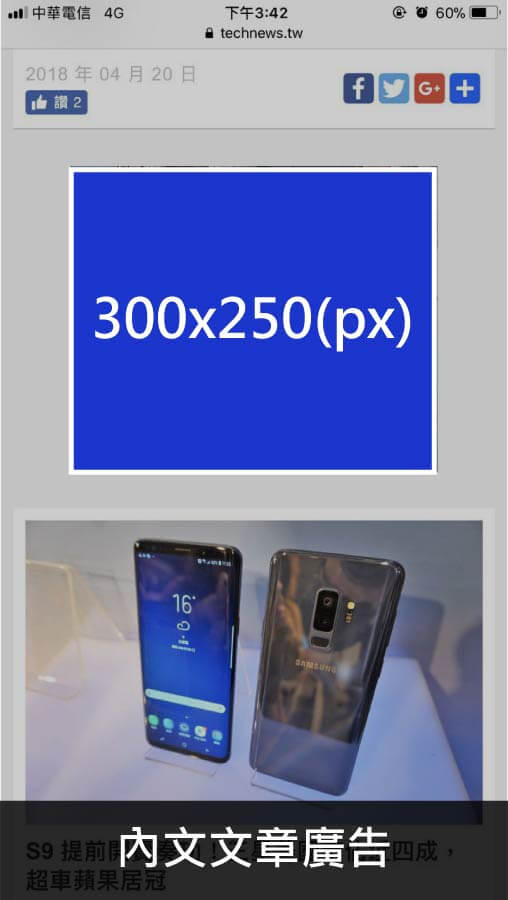 中華電信 4G 下午3:42 60%
technews.tw
2018 年 04 月 20 日
讚 2
G+
300x250(px)
16°
SAMSUNG
內文文章廣告
S9 提前開 四成，
超車蘋果居冠